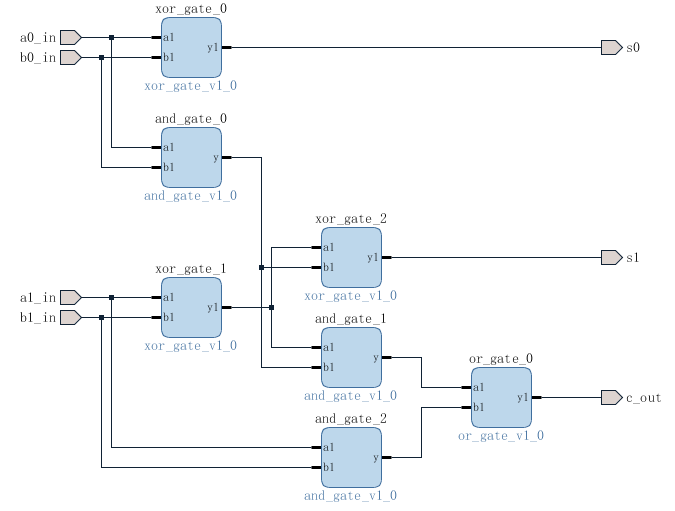 xor_gate_0
a0_in
b0_in
a1
b1
y1
xor_gate_v1_0
s0
and_gate_0
a1
b1
y
and_gate_v1_0
xor_gate_2
a1
b1
y1
xor_gate_v1_0
s1
xor_gate_1
a1_in
b1_in
a1
b1
y1
xor_gate_v1_0
and_gate_1
a1
b1
y
and_gate_v1_0
or_gate_0
a1
b1
y1
or_gate_v1_0
c_out
and_gate_2
a1
b1
y
and_gate_v1_0